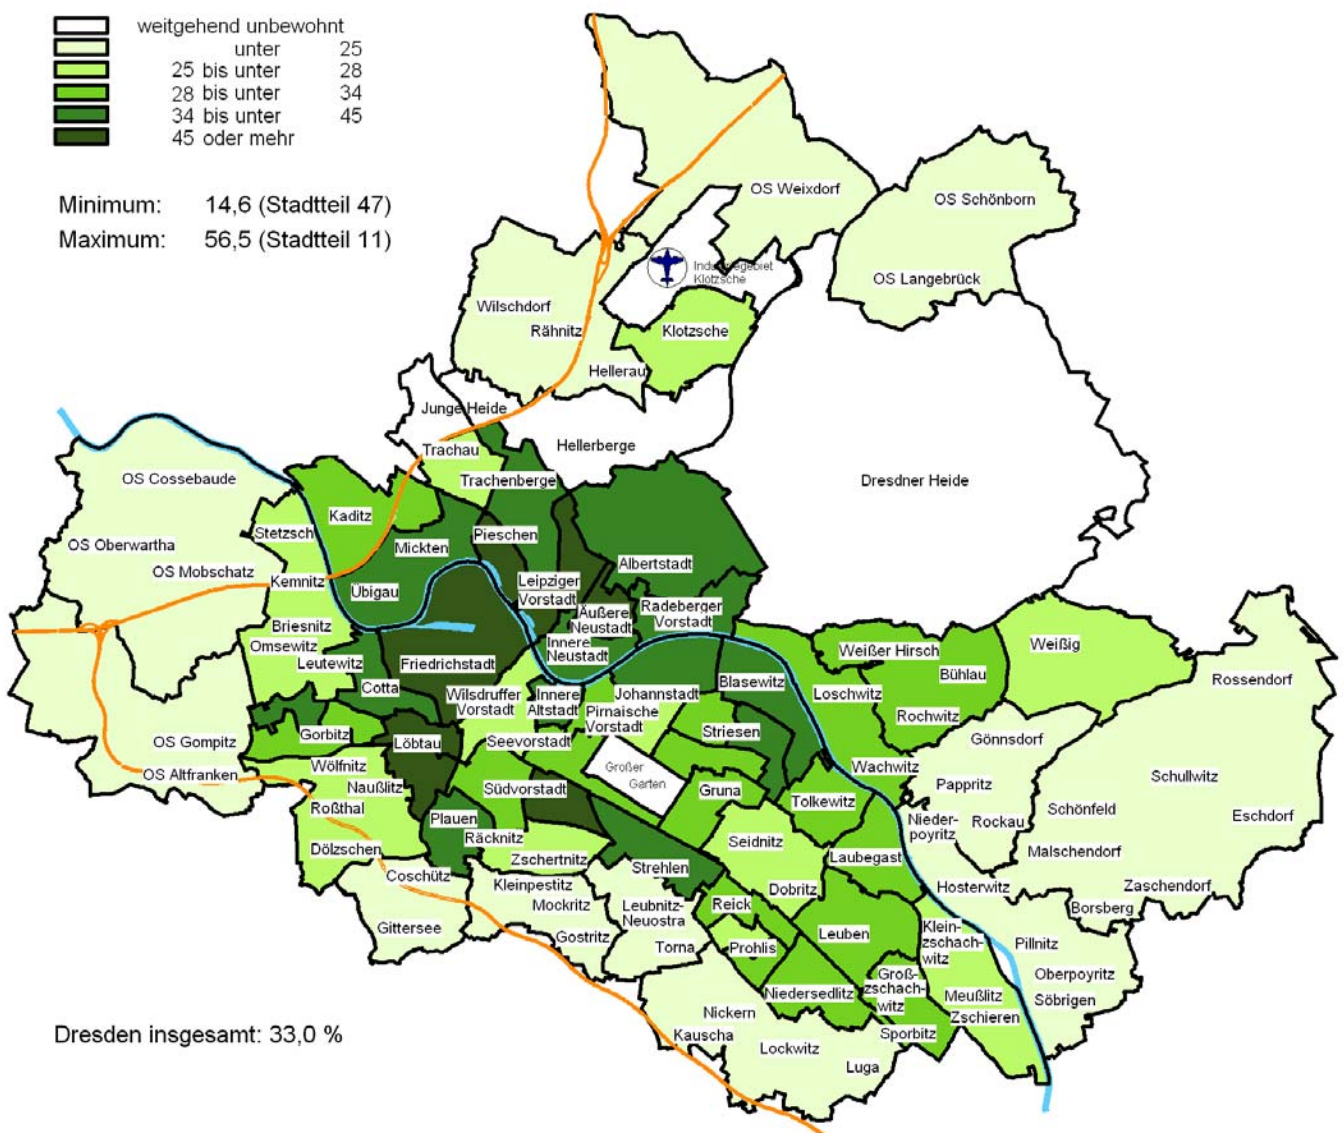 weitgehend unbewohnt
unter 25
25 bis unter 28
28 bis unter 34
34 bis unter 45
45 oder mehr
Minimum: 14,6 (Stadtteil 47)
Maximum: 56,5 (Stadtteil 11)
OS Weixdorf
OS Schönborn
OS Langebrück
Industriegebiet
Klotzsche
Wilschdorf
Rähnitz
Klotzsche
Hellerau
Junge Heide
Hellerberge
Trachau
Trachenberge
Dresdner Heide
OS Cossebaude
Kaditz
Stetzsch
Mickten
Pieschen
OS Oberwartha
OS Mobschatz
Kemnitz
Übigau
Leipziger
Vorstadt
Albertstadt
Äußere
Neustadt
Radeberger
Vorstadt
Briesnitz
Omsewitz
Leutewitz
Friedrichstadt
Innere
Neustadt
Cotta
Wilsdruffer
Vorstadt
Innere
Altstadt
Johannstadt
Pirnaische
Vorstadt
Blasewitz
Weißer Hirsch
Bühlau
Weißig
Loschwitz
Rochwitz
Rossendorf
OS Gompitz
Gorbitz
Löbtau
Seevorstadt
Striesen
Gönnsdorf
OS Altfranken
Wölfnitz
Naußlitz
Großer
Garten
Wachwitz
Schullwitz
Roßthal
Südvorstadt
Gruna
Tolkewitz
Pappritz
Schönfeld
Eschdorf
Plauen
Räcknitz
Nieder-
poyritz
Rockau
Dölzschen
Zschertnitz
Seidnitz
Laubegast
Malschendorf
Coschütz
Strehlen
Kleinpestitz
Mockritz
Dobritz
Hosterwitz
Zaschendorf
Borsberg
Leubnitz-
Neuostra
Reick
Gittersee
Gostritz
Torna
Prohlis
Leuben
Klein-
zschach-
witz
Pillnitz
Niedersedlitz
Groß-
zschach-
witz
Oberpoyritz
Söbrigen
Meußlitz
Zschieren
Nickern
Kauscha
Sporbitz
Lockwitz
Luga
Dresden insgesamt: 33,0 %